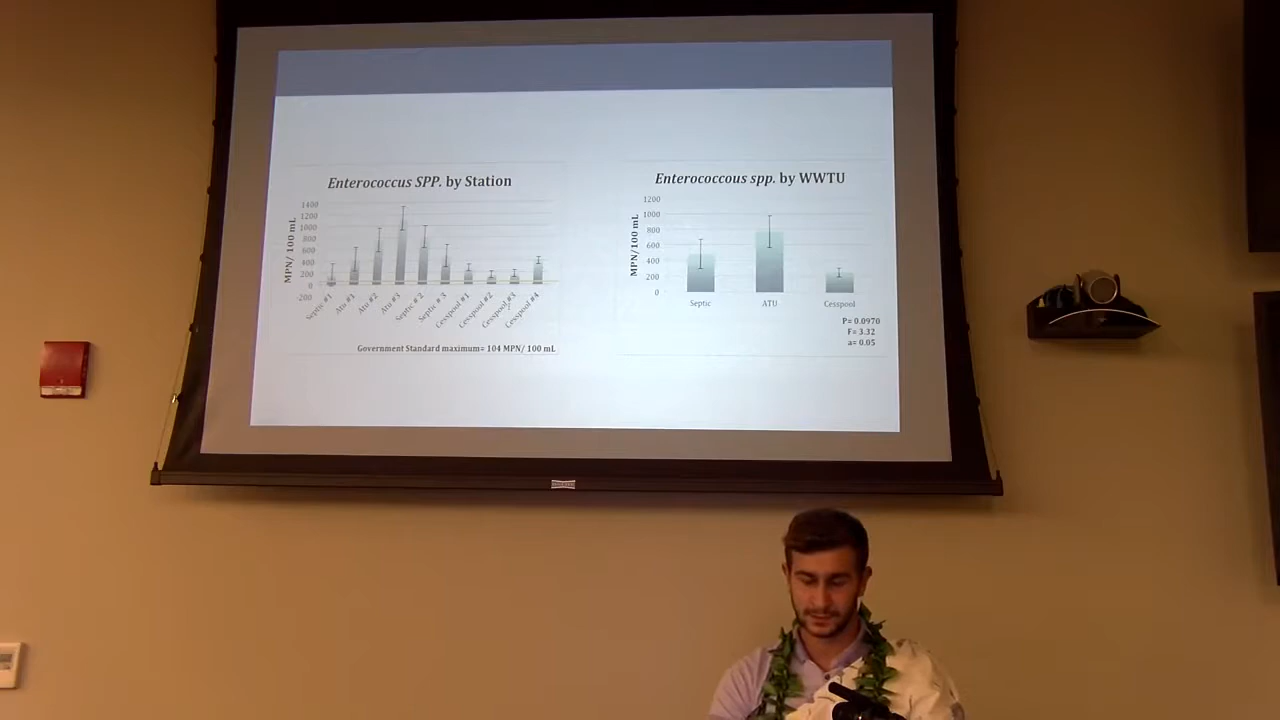 Enterococcus SPP. by Station
MPN/ 100 mL
1400
1200
1000
800
600
400
200
0
-200
Septic #1
Atu #1
Atu #2
Atu #3
Septic #2
Septic #3
Cesspool #1
Cesspool #2
Cesspool #3
Cesspool #4
Government Standard maximum= 104 MPN/ 100 mL
Enterococcous spp. by WWTU
MPN/100 mL
1200
1000
800
600
400
200
0
Septic
ATU
Cesspool
P= 0.0970
F= 3.32
a= 0.05